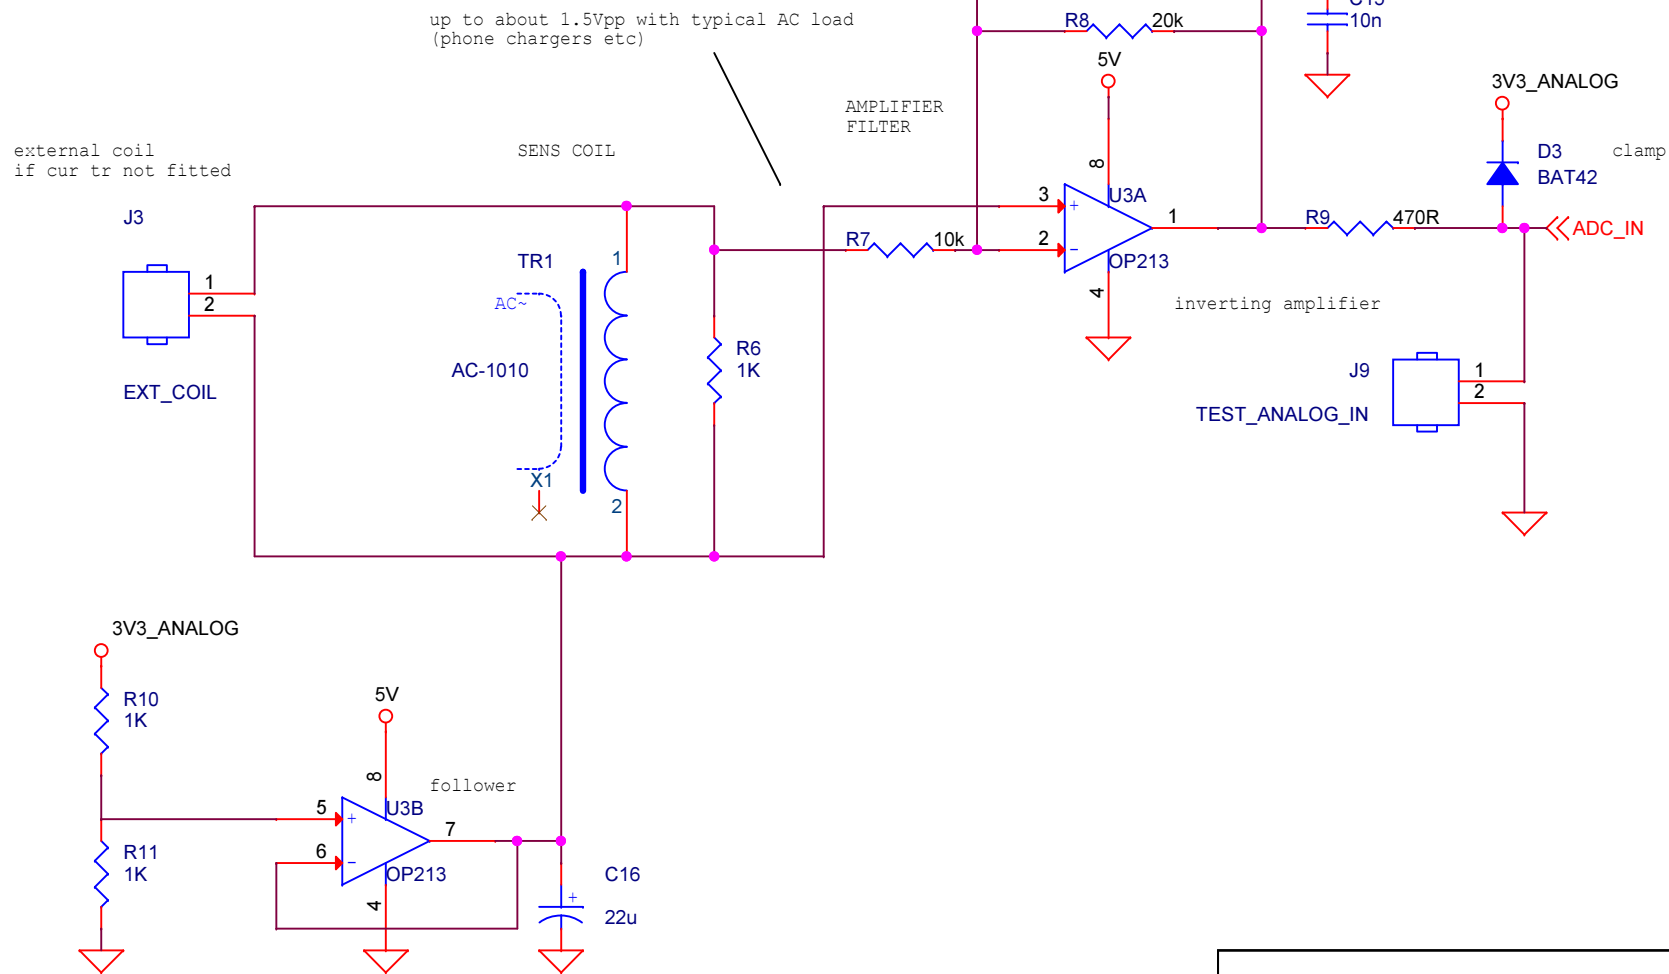 up to about 1.5Vpp with typical AC load
(phone chargers etc)
R8
20k
10n
5V
3V3_ANALOG
AMPLIFIER
FILTER
external coil
if cur tr not fitted
SENS COIL
8
D3
BAT42
clamp
J3
3
+
U3A
1
R9
470R
ADC_IN
R7
10k
2
-
OP213
TR1
1
4
1
2
AC~
inverting amplifier
AC-1010
R6
1K
EXT_COIL
J9
1
2
TEST_ANALOG_IN
X1
2
3V3_ANALOG
R10
1K
5V
8
follower
5
+
U3B
7
6
-
OP213
R11
1K
4
C16
+
22u